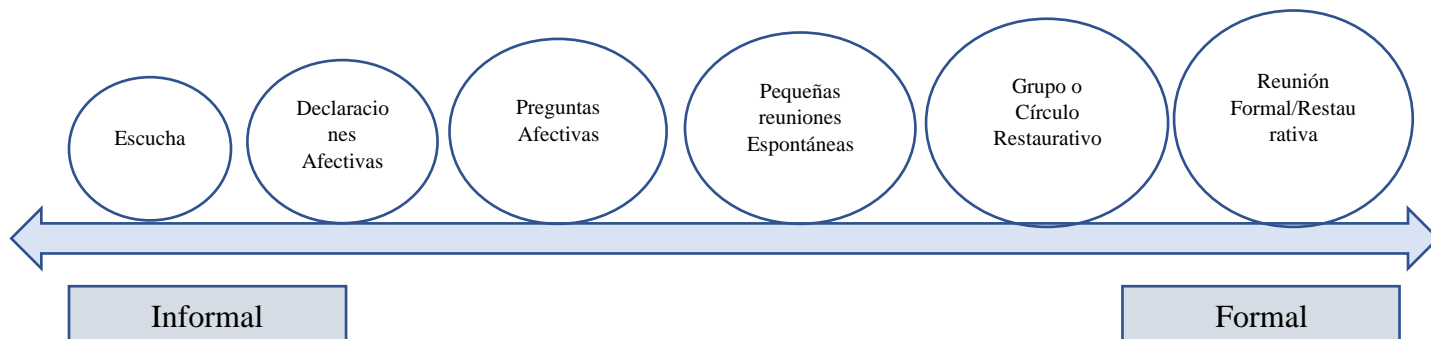 Escucha
Declaracio
nes
Afectivas
Preguntas
Afectivas
Pequeñas
reuniones
Espontáneas
Grupo o
Círculo
Restaurativo
Reunión
Formal/Restau
rativa
Informal
Formal